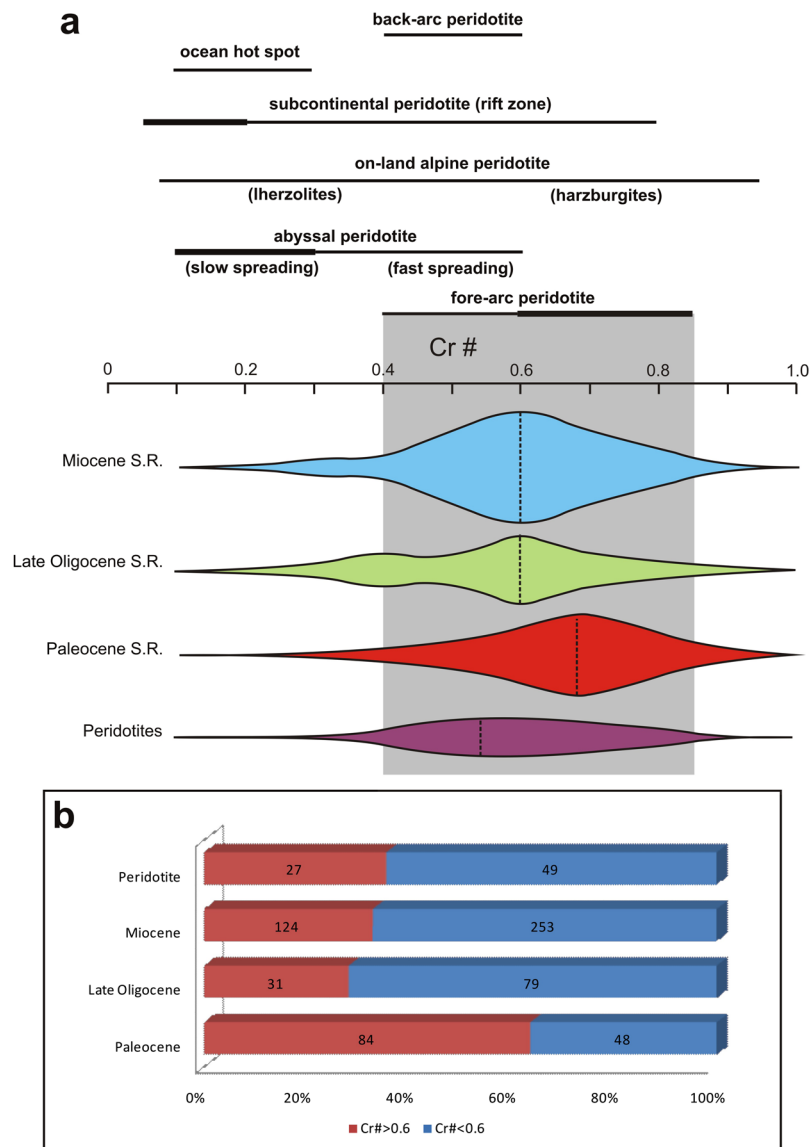 a
back-arc peridotite
ocean hot spot
subcontinental peridotite (rift zone)
on-land alpine peridotite
(lherzolites) (harzburgites)
abyssal peridotite
(slow spreading) (fast spreading)
fore-arc peridotite
Cr #
0 0.2 0.4 0.6 0.8 1.0
Miocene S.R.
Late Oligocene S.R.
Paleocene S.R.
Peridotites
b
Peridotite 27 49
Miocene 124 253
Late Oligocene 31 79
Paleocene 84 48
0% 20% 40% 60% 80% 100%
Cr#>0.6 Cr#<0.6